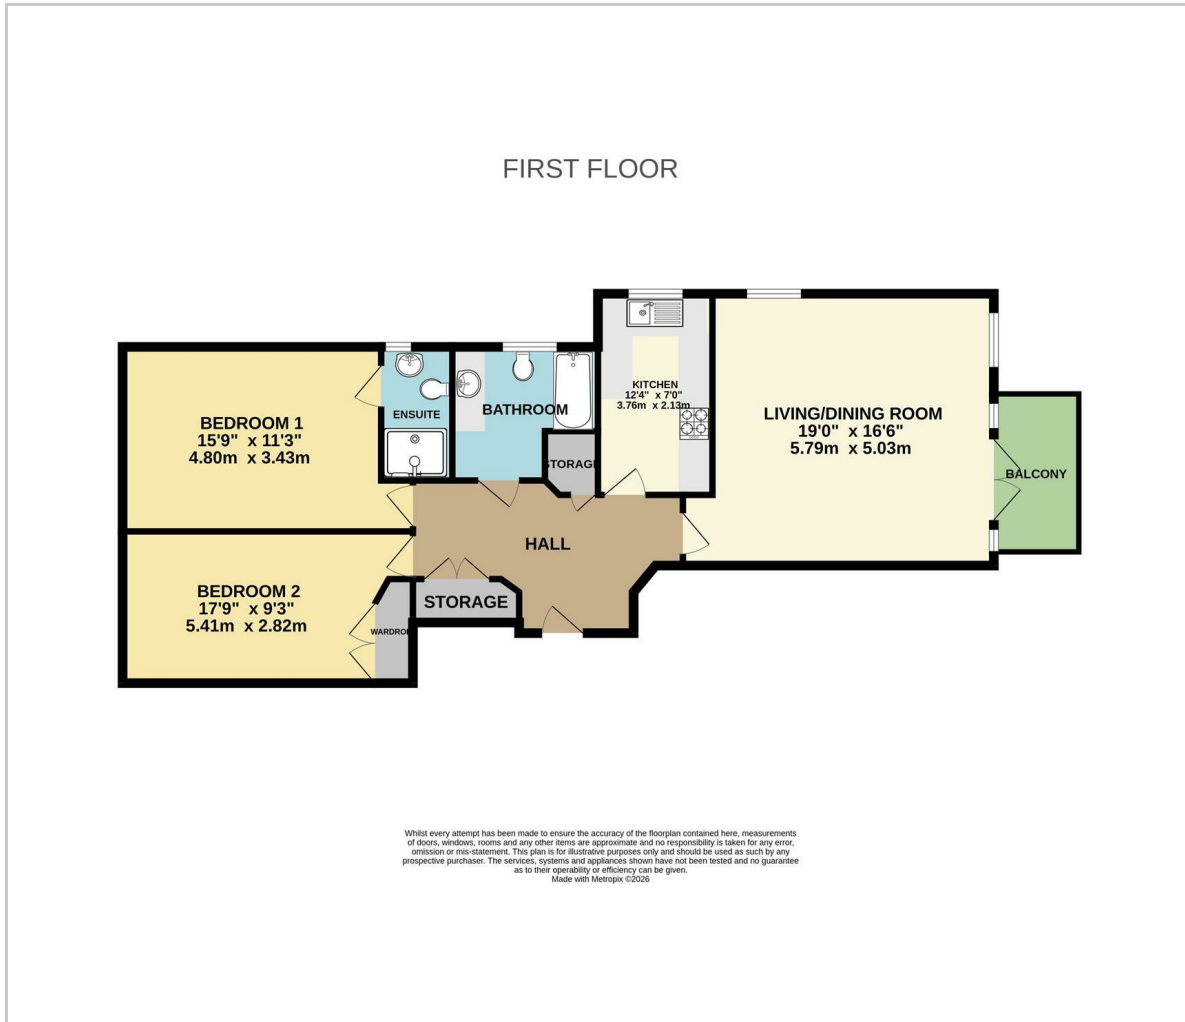 FIRST FLOOR
BEDROOM 1
15'9" x 11'3"
4.80m x 3.43m
ENSUITE
BATHROOM
STORAGE
KITCHEN
12'4" x 7'0"
3.76m x 2.13m
LIVING/DINING ROOM
19'0" x 16'6"
5.79m x 5.03m
BALCONY
HALL
BEDROOM 2
17'9" x 9'3"
5.41m x 2.82m
WARDROB
STORAGE
Whilst every attempt has been made to ensure the accuracy of the floorplan contained here, measurements
of doors, windows, rooms and any other items are approximate and no responsibility is taken for any error,
omission or mis-statement. This plan is for illustrative purposes only and should be used as such by any
prospective purchaser. The services, systems and appliances shown have not been tested and no guarantee
as to their operability or efficiency can be given.
Made with Metropix ©2026